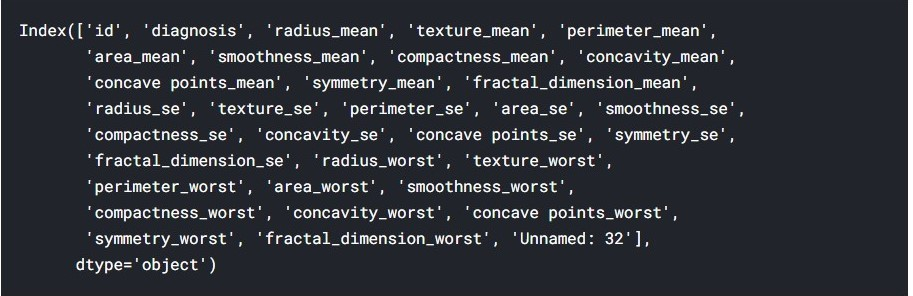 Index(['id', 'diagnosis', 'radius_mean', 'texture_mean', 'perimeter_mean',
'area_mean', 'smoothness_mean', 'compactness_mean', 'concavity_mean',
'concave points_mean', 'symmetry_mean', 'fractal_dimension_mean',
'radius_se', 'texture_se', 'perimeter_se', 'area_se', 'smoothness_se',
'compactness_se', 'concavity_se', 'concave points_se', 'symmetry_se',
'fractal_dimension_se', 'radius_worst', 'texture_worst',
'perimeter_worst', 'area_worst', 'smoothness_worst',
'compactness_worst', 'concavity_worst', 'concave points_worst',
'symmetry_worst', 'fractal_dimension_worst', 'Unnamed: 32'],
dtype='object')